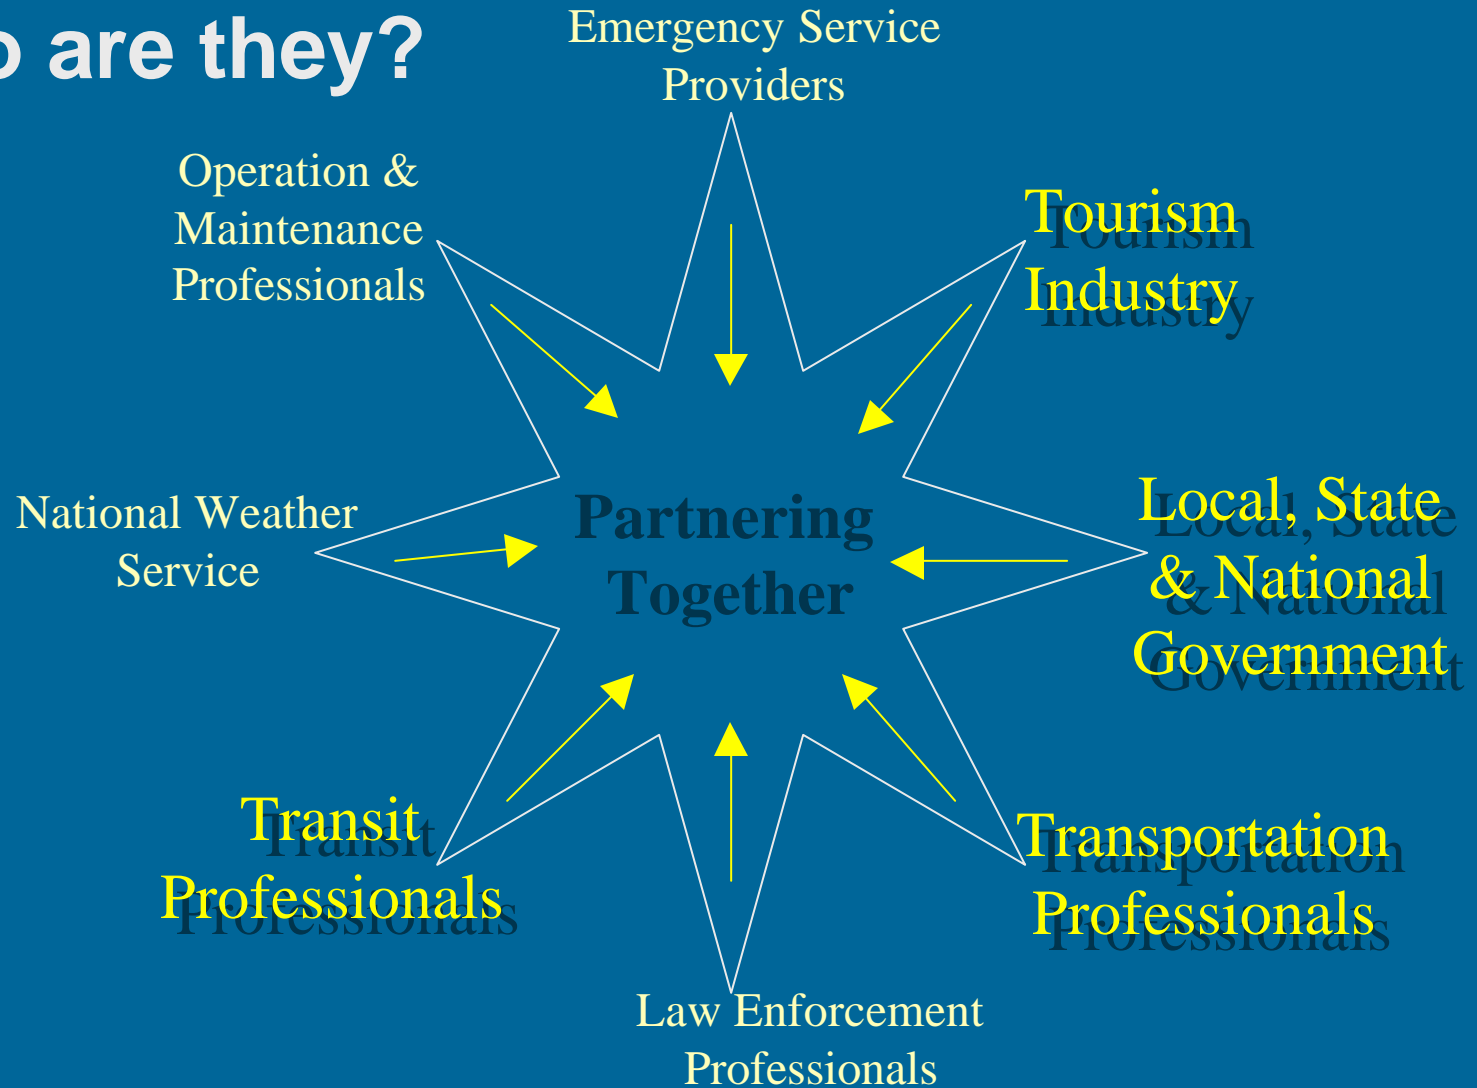 o are they?
Emergency Service
Providers
Operation &
Maintenance
Professionals
Tourism
Industry
National Weather
Service
Partnering
Together
Local, State
& National
Government
Transit
Professionals
Transportation
Professionals
Law Enforcement
Professionals